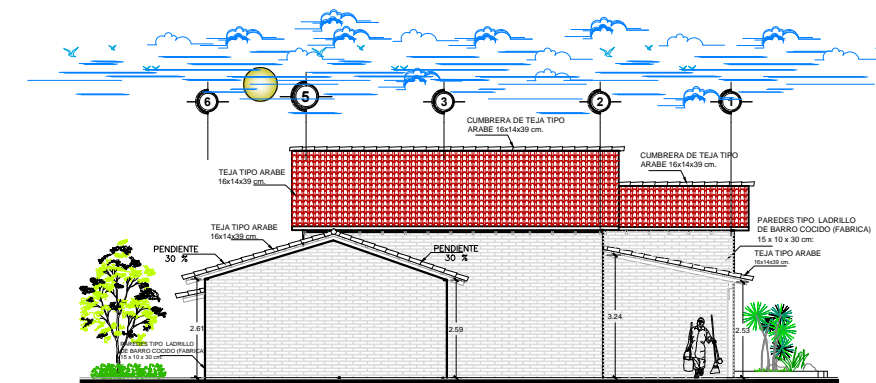 6
5
3
2
1
CUMBRERA DE TEJA TIPO
ARABE 16x14x39 cm.
CUMBRERA DE TEJA TIPO
ARABE 16x14x39 cm.
TEJA TIPO ARABE
16x14x39 cm.
TEJA TIPO ARABE
16x14x39 cm.
PENDIENTE
30 %
PENDIENTE
30 %
PAREDES TIPO LADRILLO
DE BARRO COCIDO (FABRICA)
15 x 10 x 30 cm:
TEJA TIPO ARABE
16x14x39 cm.
2.61
2.59
3.24
2.53
PAREDES TIPO LADRILLO
DE BARRO COCIDO (FABRICA)
15 x 10 x 30 cm: